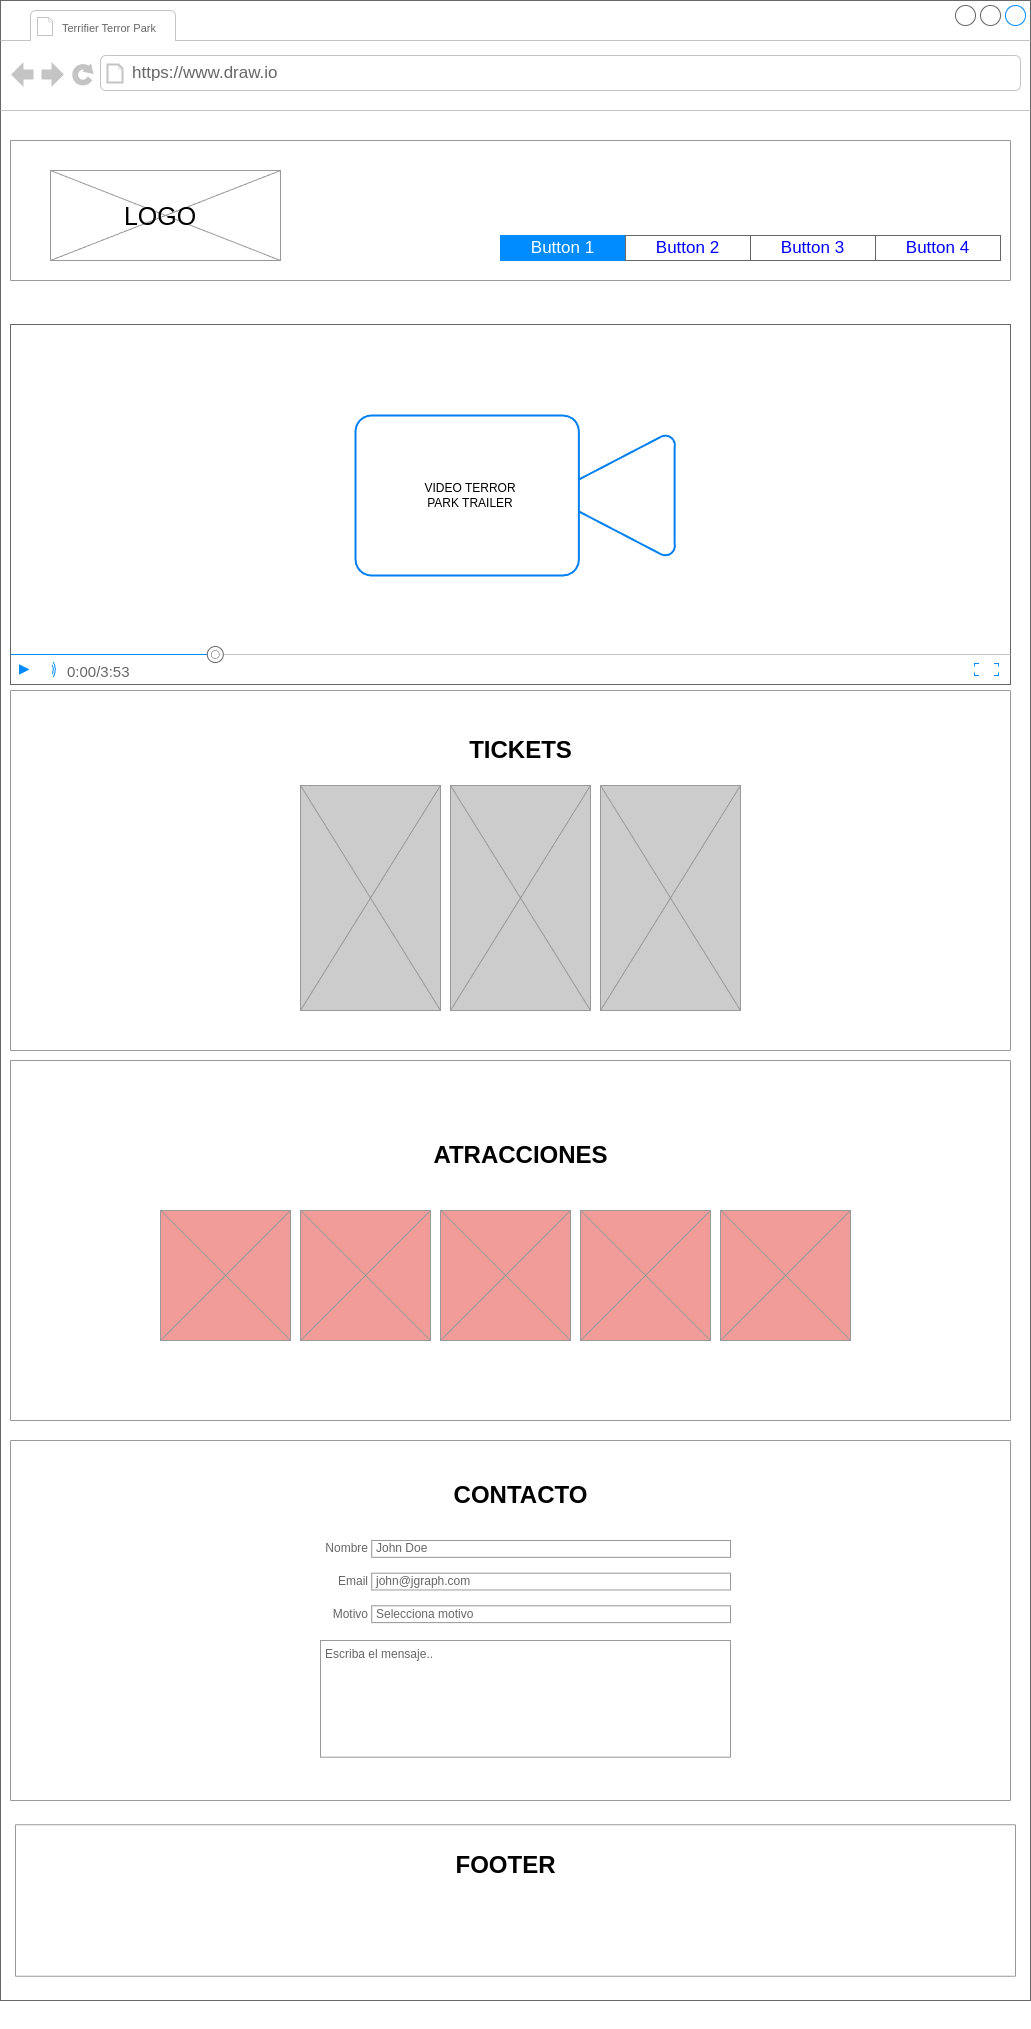 Terrifier Terror Park
https://www.draw.io
LOGO
Button 1 Button 2 Button 3 Button 4
VIDEO TERROR
PARK TRAILER
0:00/3:53
TICKETS
ATRACCIONES
CONTACTO
Nombre John Doe
Email john@jgraph.com
Motivo Selecciona motivo
Escriba el mensaje..
FOOTER